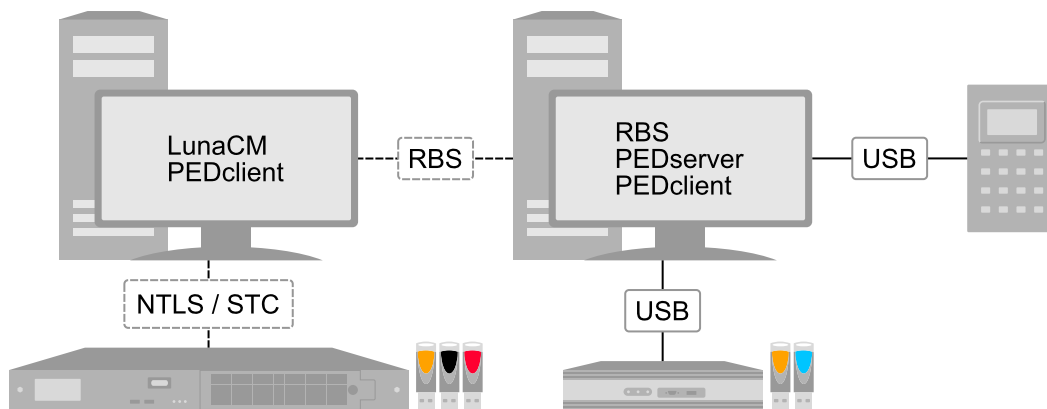 LunaCM
PEDclient
RBS
RBS
PEDserver
PEDclient
USB
NTLS / STC
USB